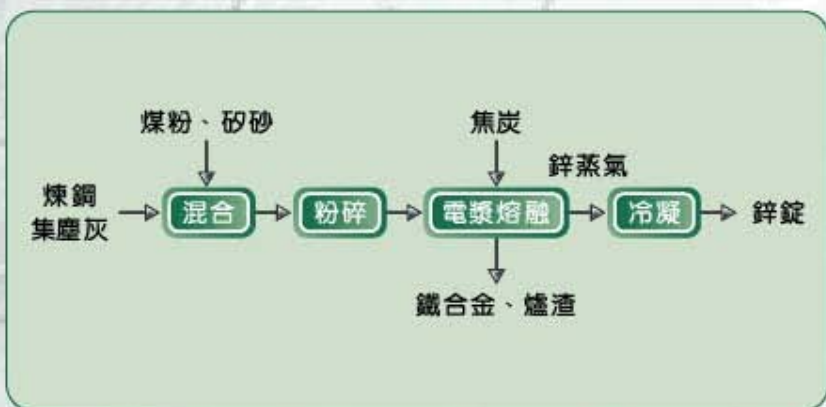 煤粉、矽砂
焦炭
鋅蒸氣
煉鋼
集塵灰
混合
粉碎
電漿熔融
冷凝
鋅錠
鐵合金、爐渣